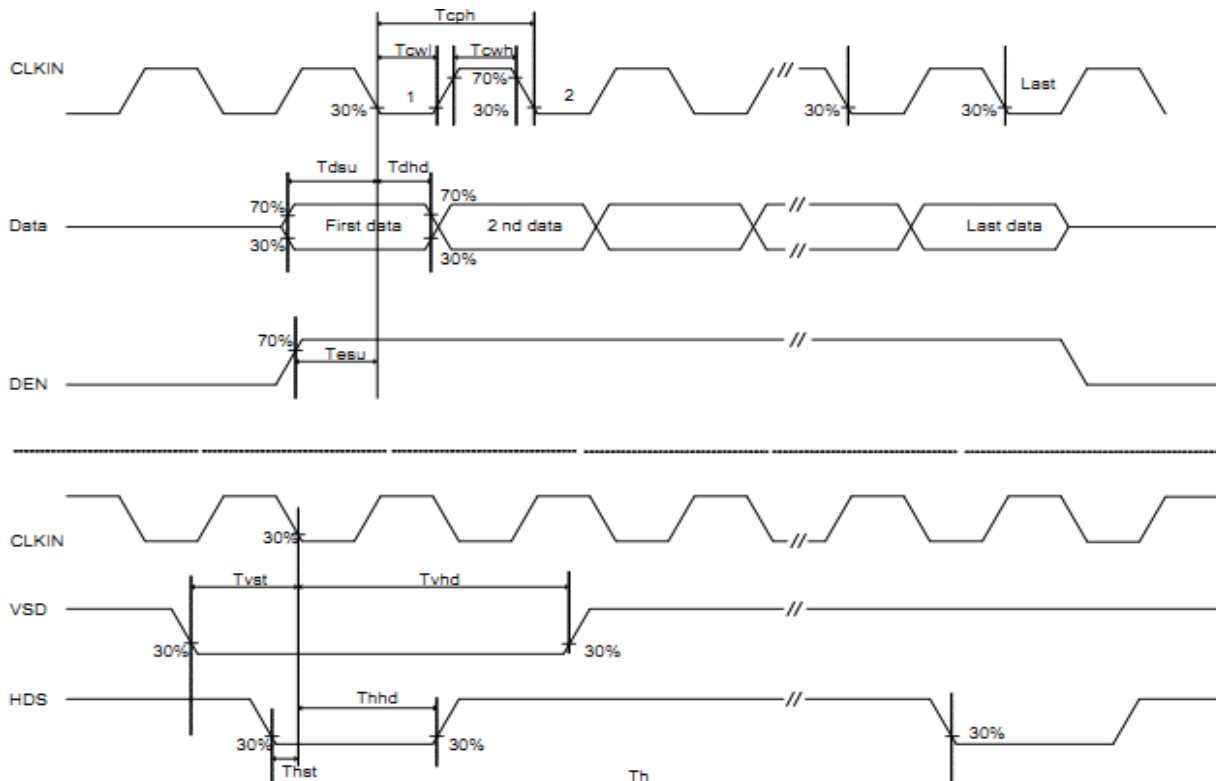 Tcph
Tcwl Tcwh
CLKIN 70% // Last
30% 1 30% 2 30% 30%
Tdsu Tdhd
70% 70%
Data First data 2 nd data // Last data
30% 30%
70% //
Tesu
DEN
CLKIN 30% //
Tvst Tvhd
VSD //
30% 30%
HDS Thhd //
30% 30% 30%
Thst Th